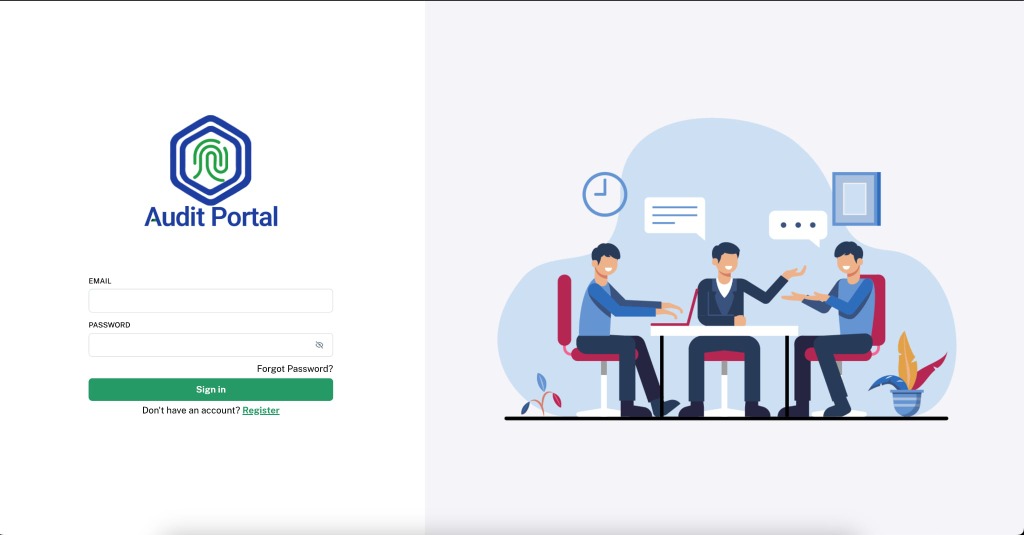 Audit Portal
EMAIL
PASSWORD
Forgot Password?
Sign in
Don't have an account? Register